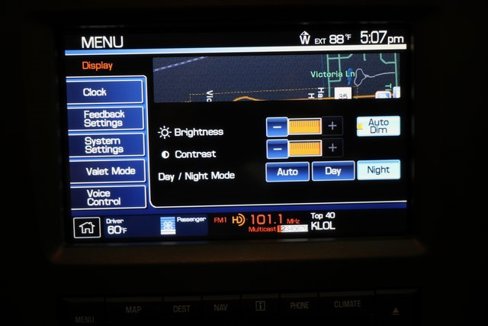 MENU
W EXT 88°F 5:07pm
Display
Clock
Feedback
Settings
System
Settings
Valet Mode
Voice
Control
Victoria Ln
Brightness
Contrast
Day / Night Mode
Auto
Dim
Auto
Day
Night
Driver
60°F
Passenger
FM1 HD 101.1 MHz
Multicast
Top 40
KLOL
MENU
MAP
DEST
NAV
i
PHONE
CLIMATE